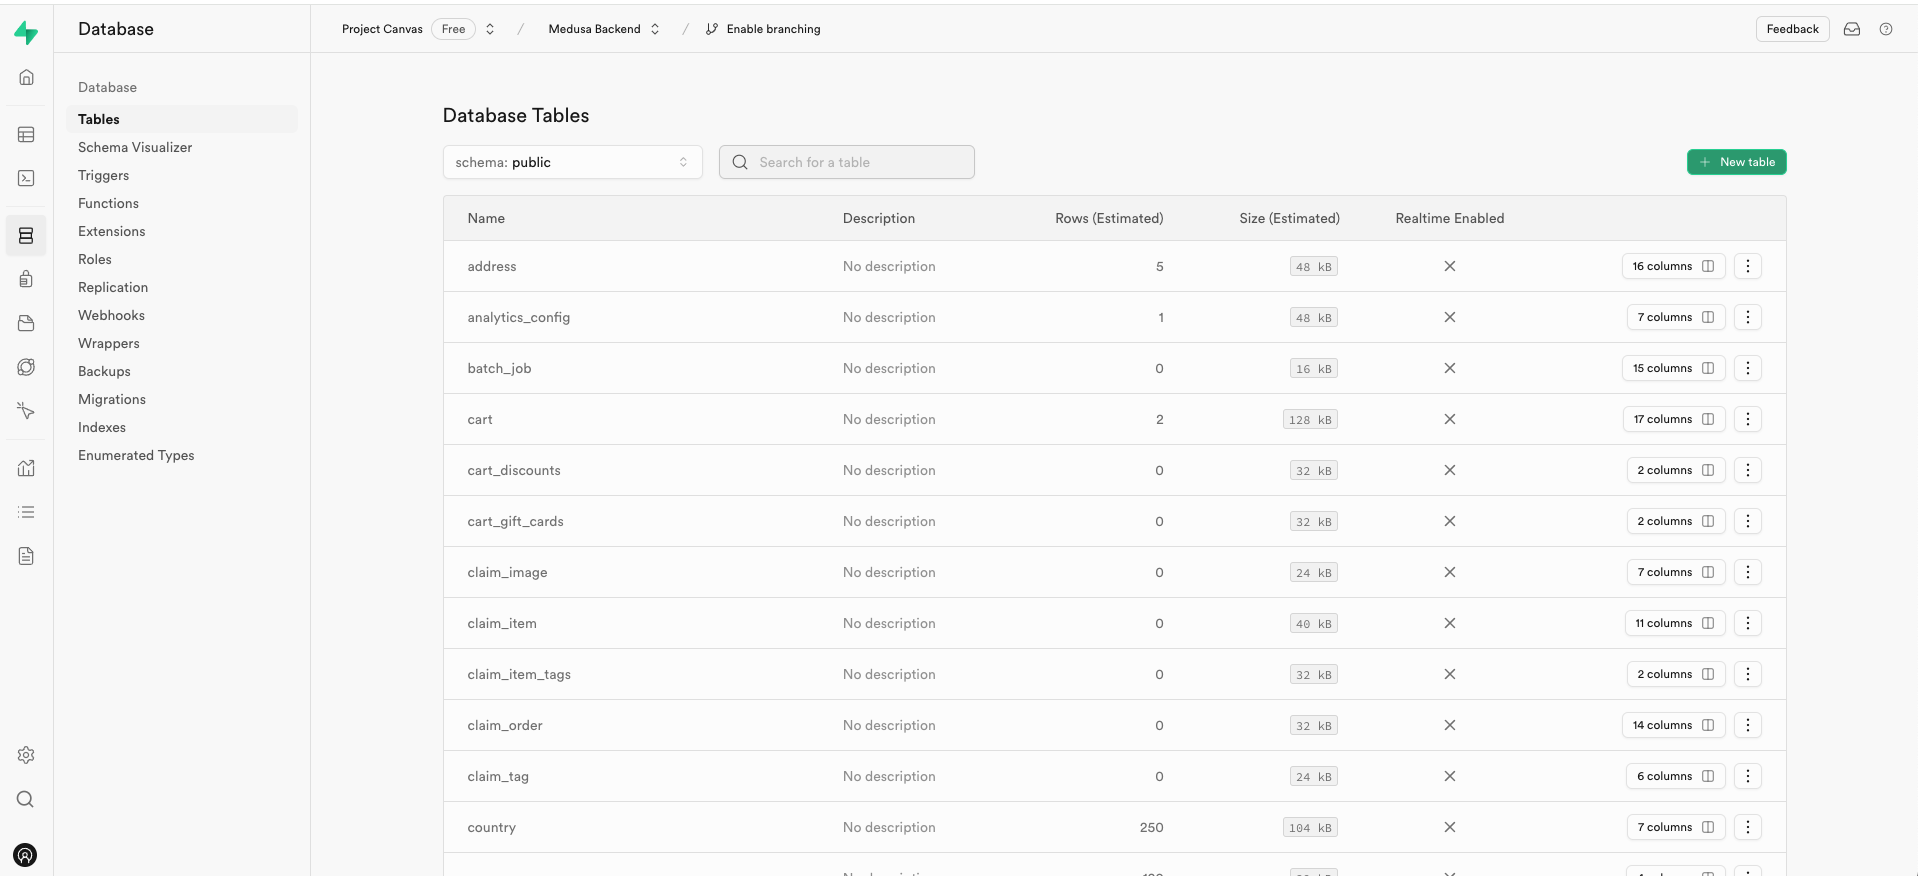 Database
Project Canvas Free / Medusa Backend / Enable branching
Feedback
Database
Tables
Schema Visualizer
Triggers
Functions
Extensions
Roles
Replication
Webhooks
Wrappers
Backups
Migrations
Indexes
Enumerated Types
Database Tables
schema: public
Search for a table
New table
Name Description Rows (Estimated) Size (Estimated) Realtime Enabled
address No description 5 48 kB 16 columns
analytics_config No description 1 48 kB 7 columns
batch_job No description 0 16 kB 15 columns
cart No description 2 128 kB 17 columns
cart_discounts No description 0 32 kB 2 columns
cart_gift_cards No description 0 32 kB 2 columns
claim_image No description 0 24 kB 7 columns
claim_item No description 0 40 kB 11 columns
claim_item_tags No description 0 32 kB 2 columns
claim_order No description 0 32 kB 14 columns
claim_tag No description 0 24 kB 6 columns
country No description 250 104 kB 7 columns